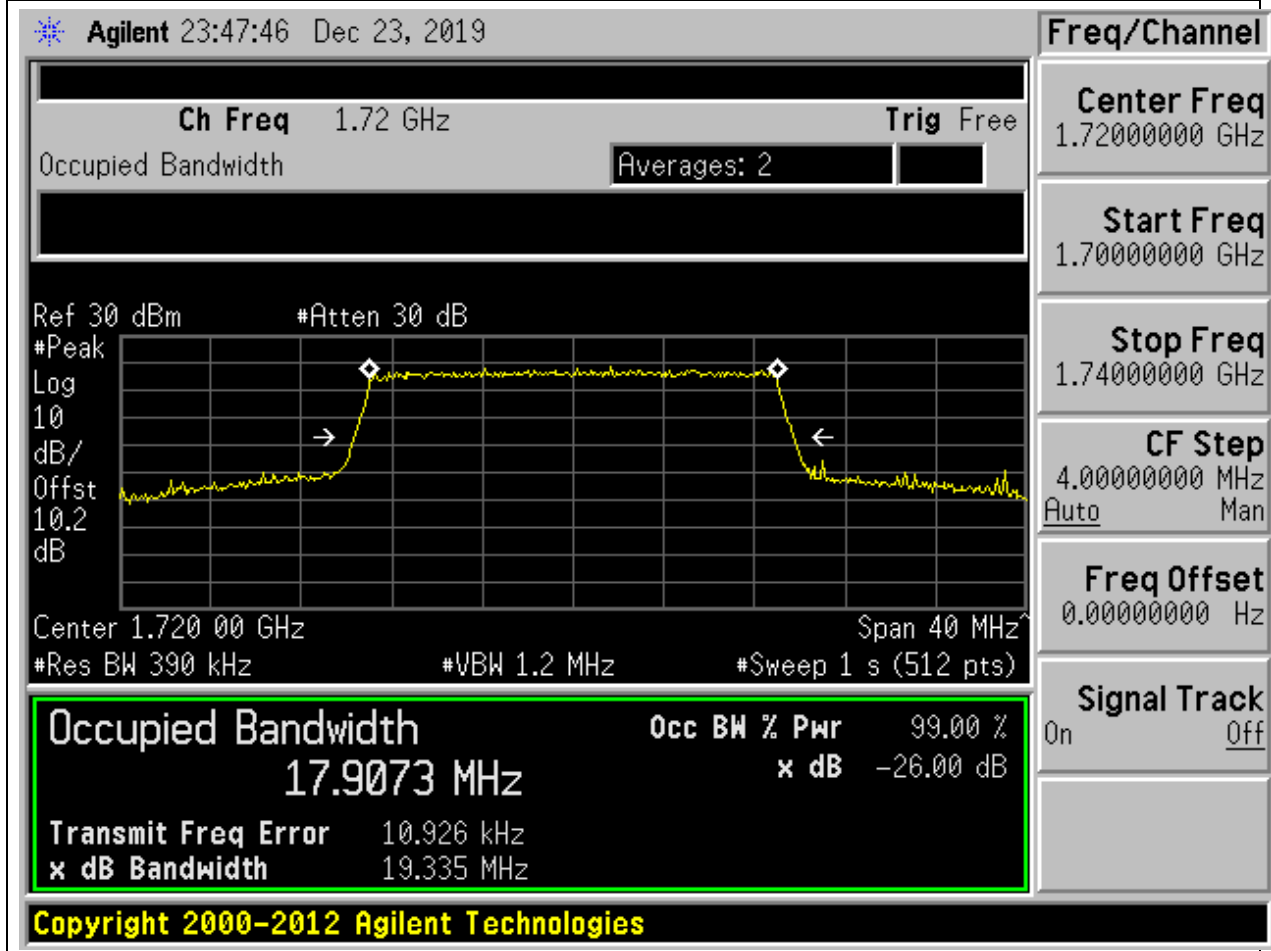 Agilent 23:47:46 Dec 23, 2019
Freq/Channel
Ch Freq 1.72 GHz Trig Free
Occupied Bandwidth Averages: 2
Ref 30 dBm #Atten 30 dB
#Peak
Log
10
dB/
Offst
10.2
dB
Center 1.720 00 GHz Span 40 MHz^
#Res BW 390 kHz #VBW 1.2 MHz #Sweep 1 s (512 pts)
Occupied Bandwidth
17.9073 MHz
Occ BW % Pwr 99.00 %
x dB -26.00 dB
Transmit Freq Error 10.926 kHz
x dB Bandwidth 19.335 MHz
Center Freq
1.72000000 GHz
Start Freq
1.70000000 GHz
Stop Freq
1.74000000 GHz
CF Step
4.00000000 MHz
Auto Man
Freq Offset
0.00000000 Hz
Signal Track
On Off
Copyright 2000-2012 Agilent Technologies